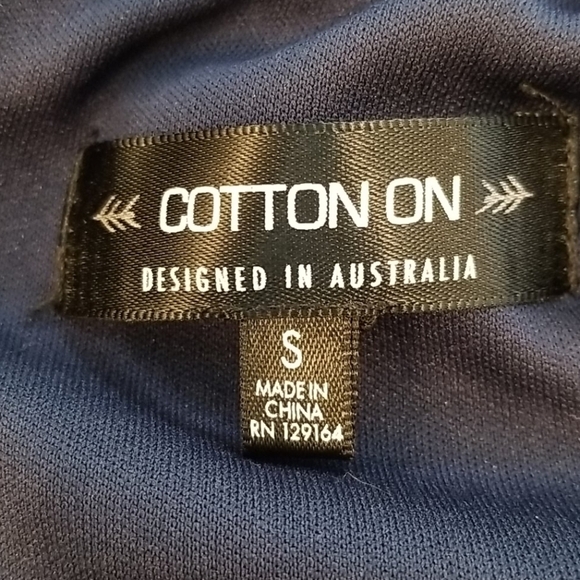 COTTON ON
DESIGNED IN AUSTRALIA
S
MADE IN
CHINA
RN 129164